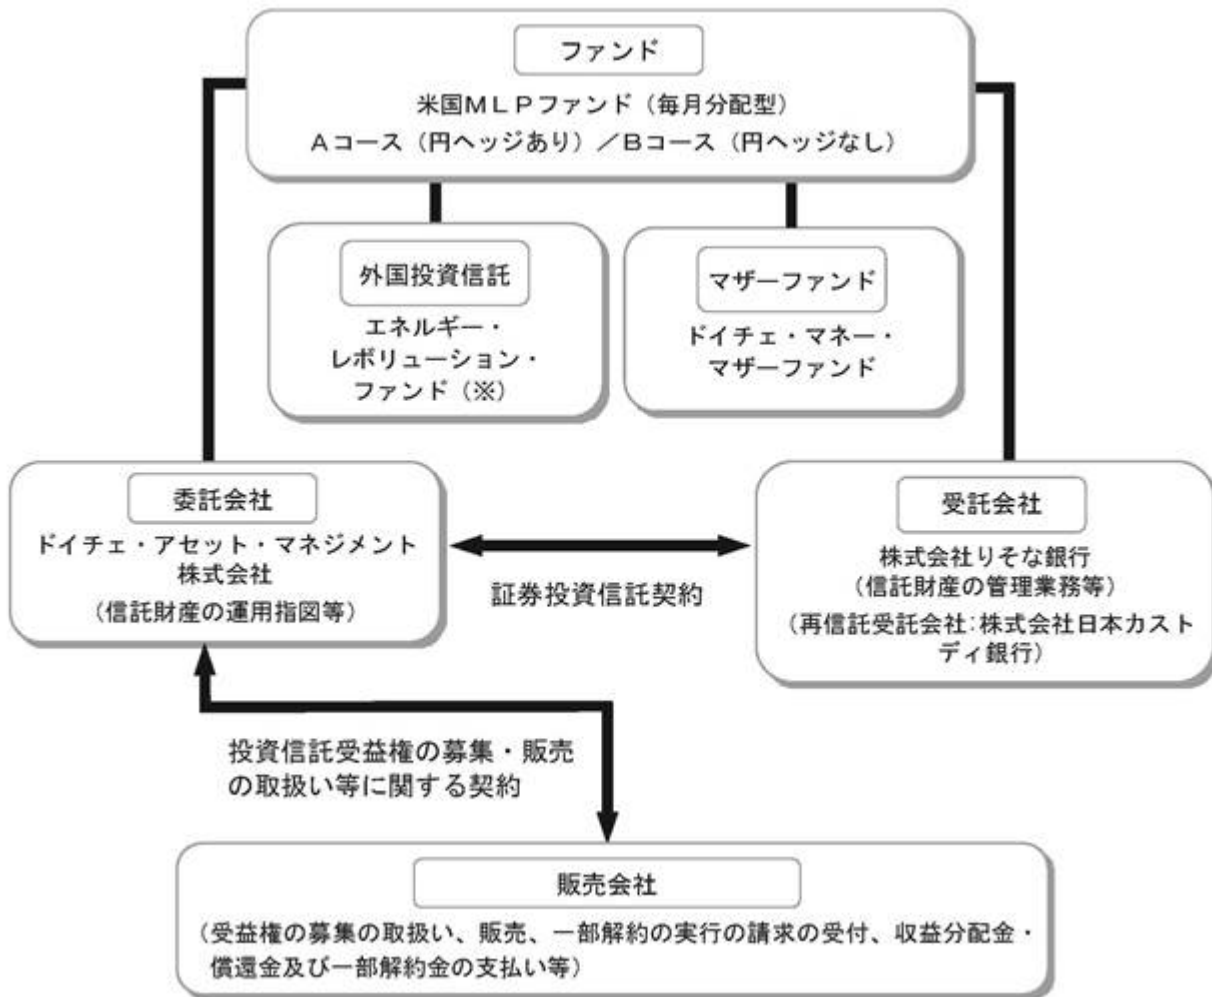 ファンド
米国MLPファンド（毎月分配型）
Aコース（円ヘッジあり）／Bコース（円ヘッジなし）
外国投資信託
エネルギー・
レボリューション・
ファンド（※）
マザーファンド
ドイチェ・マネー・
マザーファンド
委託会社
ドイチェ・アセット・マネジメント
株式会社
（信託財産の運用指図等）
証券投資信託契約
受託会社
株式会社りそな銀行
（信託財産の管理業務等）
（再信託受託会社：株式会社日本カスト
ディ銀行）
投資信託受益権の募集・販売
の取扱い等に関する契約
販売会社
（受益権の募集の取扱い、販売、一部解約の実行の請求の受付、収益分配金・
償還金及び一部解約金の支払い等）